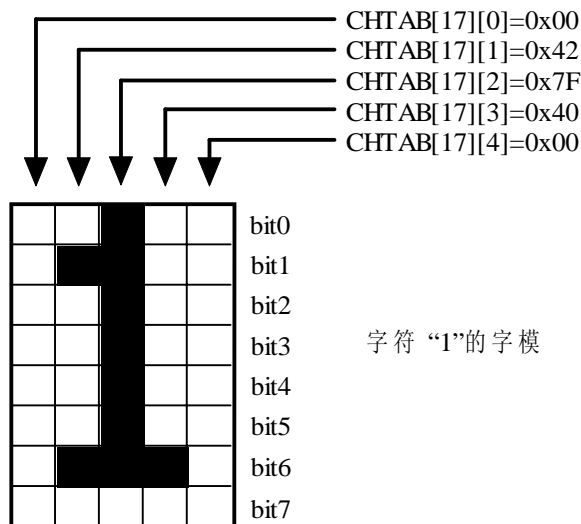 CHTAB[17][0]=0x00
CHTAB[17][1]=0x42
CHTAB[17][2]=0x7F
CHTAB[17][3]=0x40
CHTAB[17][4]=0x00
bit0
bit1
bit2
bit3
bit4
bit5
bit6
bit7
字符 “1”的字模